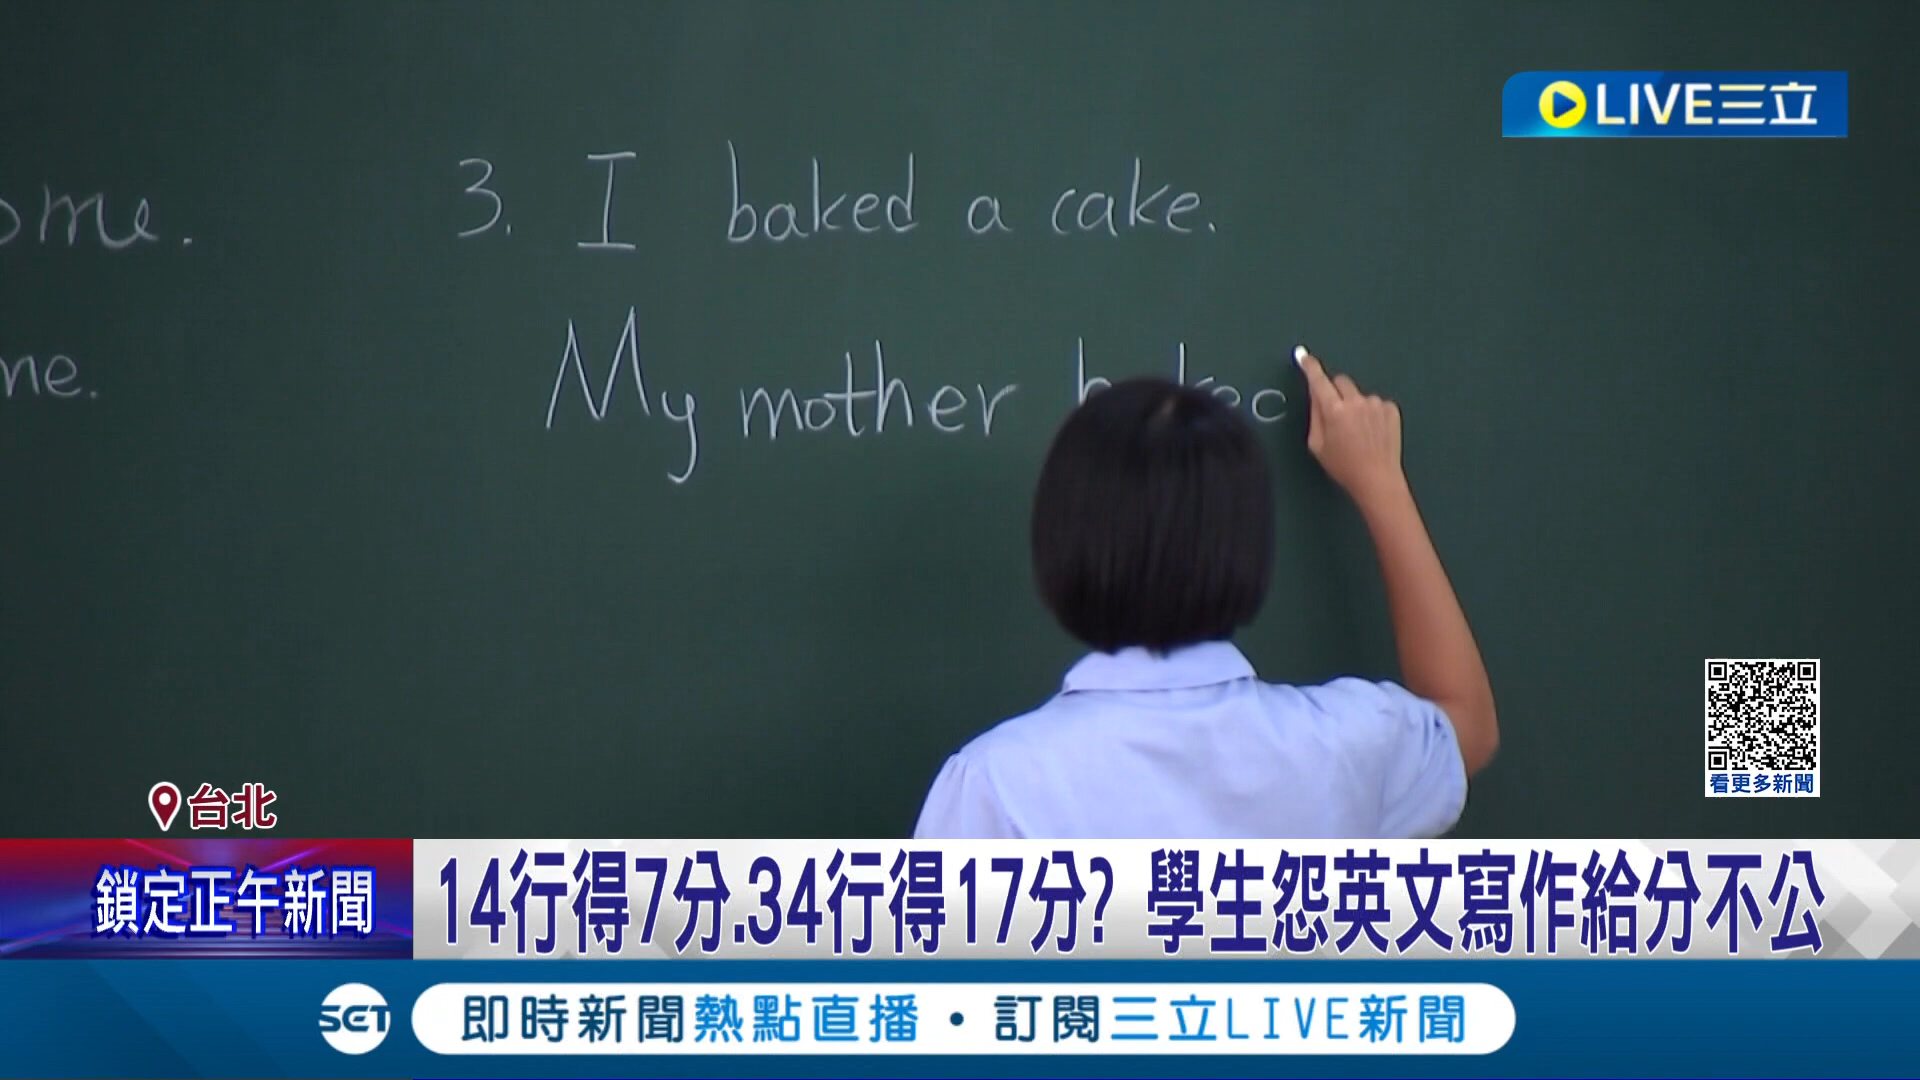 LIVE三立
ome.
me.
3. I baked a cake.
My mother
看更多新聞
台北
鎖定正午新聞
14行得7分.34行得17分? 學生怨英文寫作給分不公
SET
即時新聞熱點直播・訂閱三立LIVE新聞